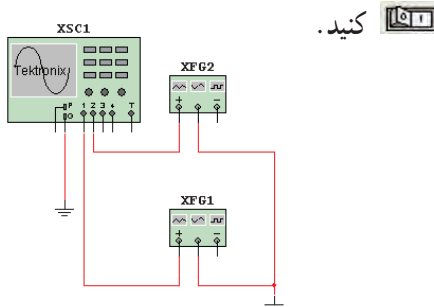 کنید.
XSC1
Tektronix
P
G
1 2 3 4 T
XFG2
+ −
XFG1
+ −